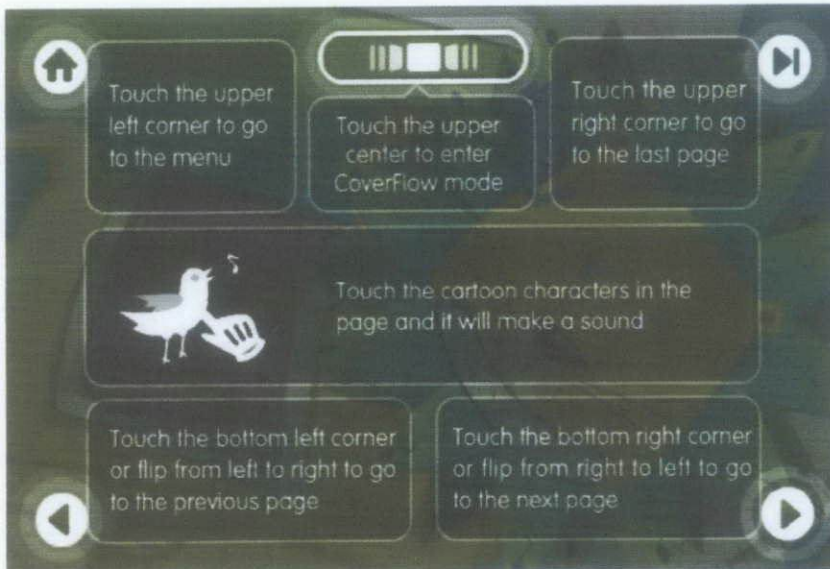 Touch the upper
left corner to go
to the menu
Touch the upper
center to enter
CoverFlow mode
Touch the upper
right corner to go
to the last page
Touch the cartoon characters in the
page and it will make a sound
Touch the bottom left corner
or flip from left to right to go
to the previous page
Touch the bottom right corner
or flip from right to left to go
to the next page